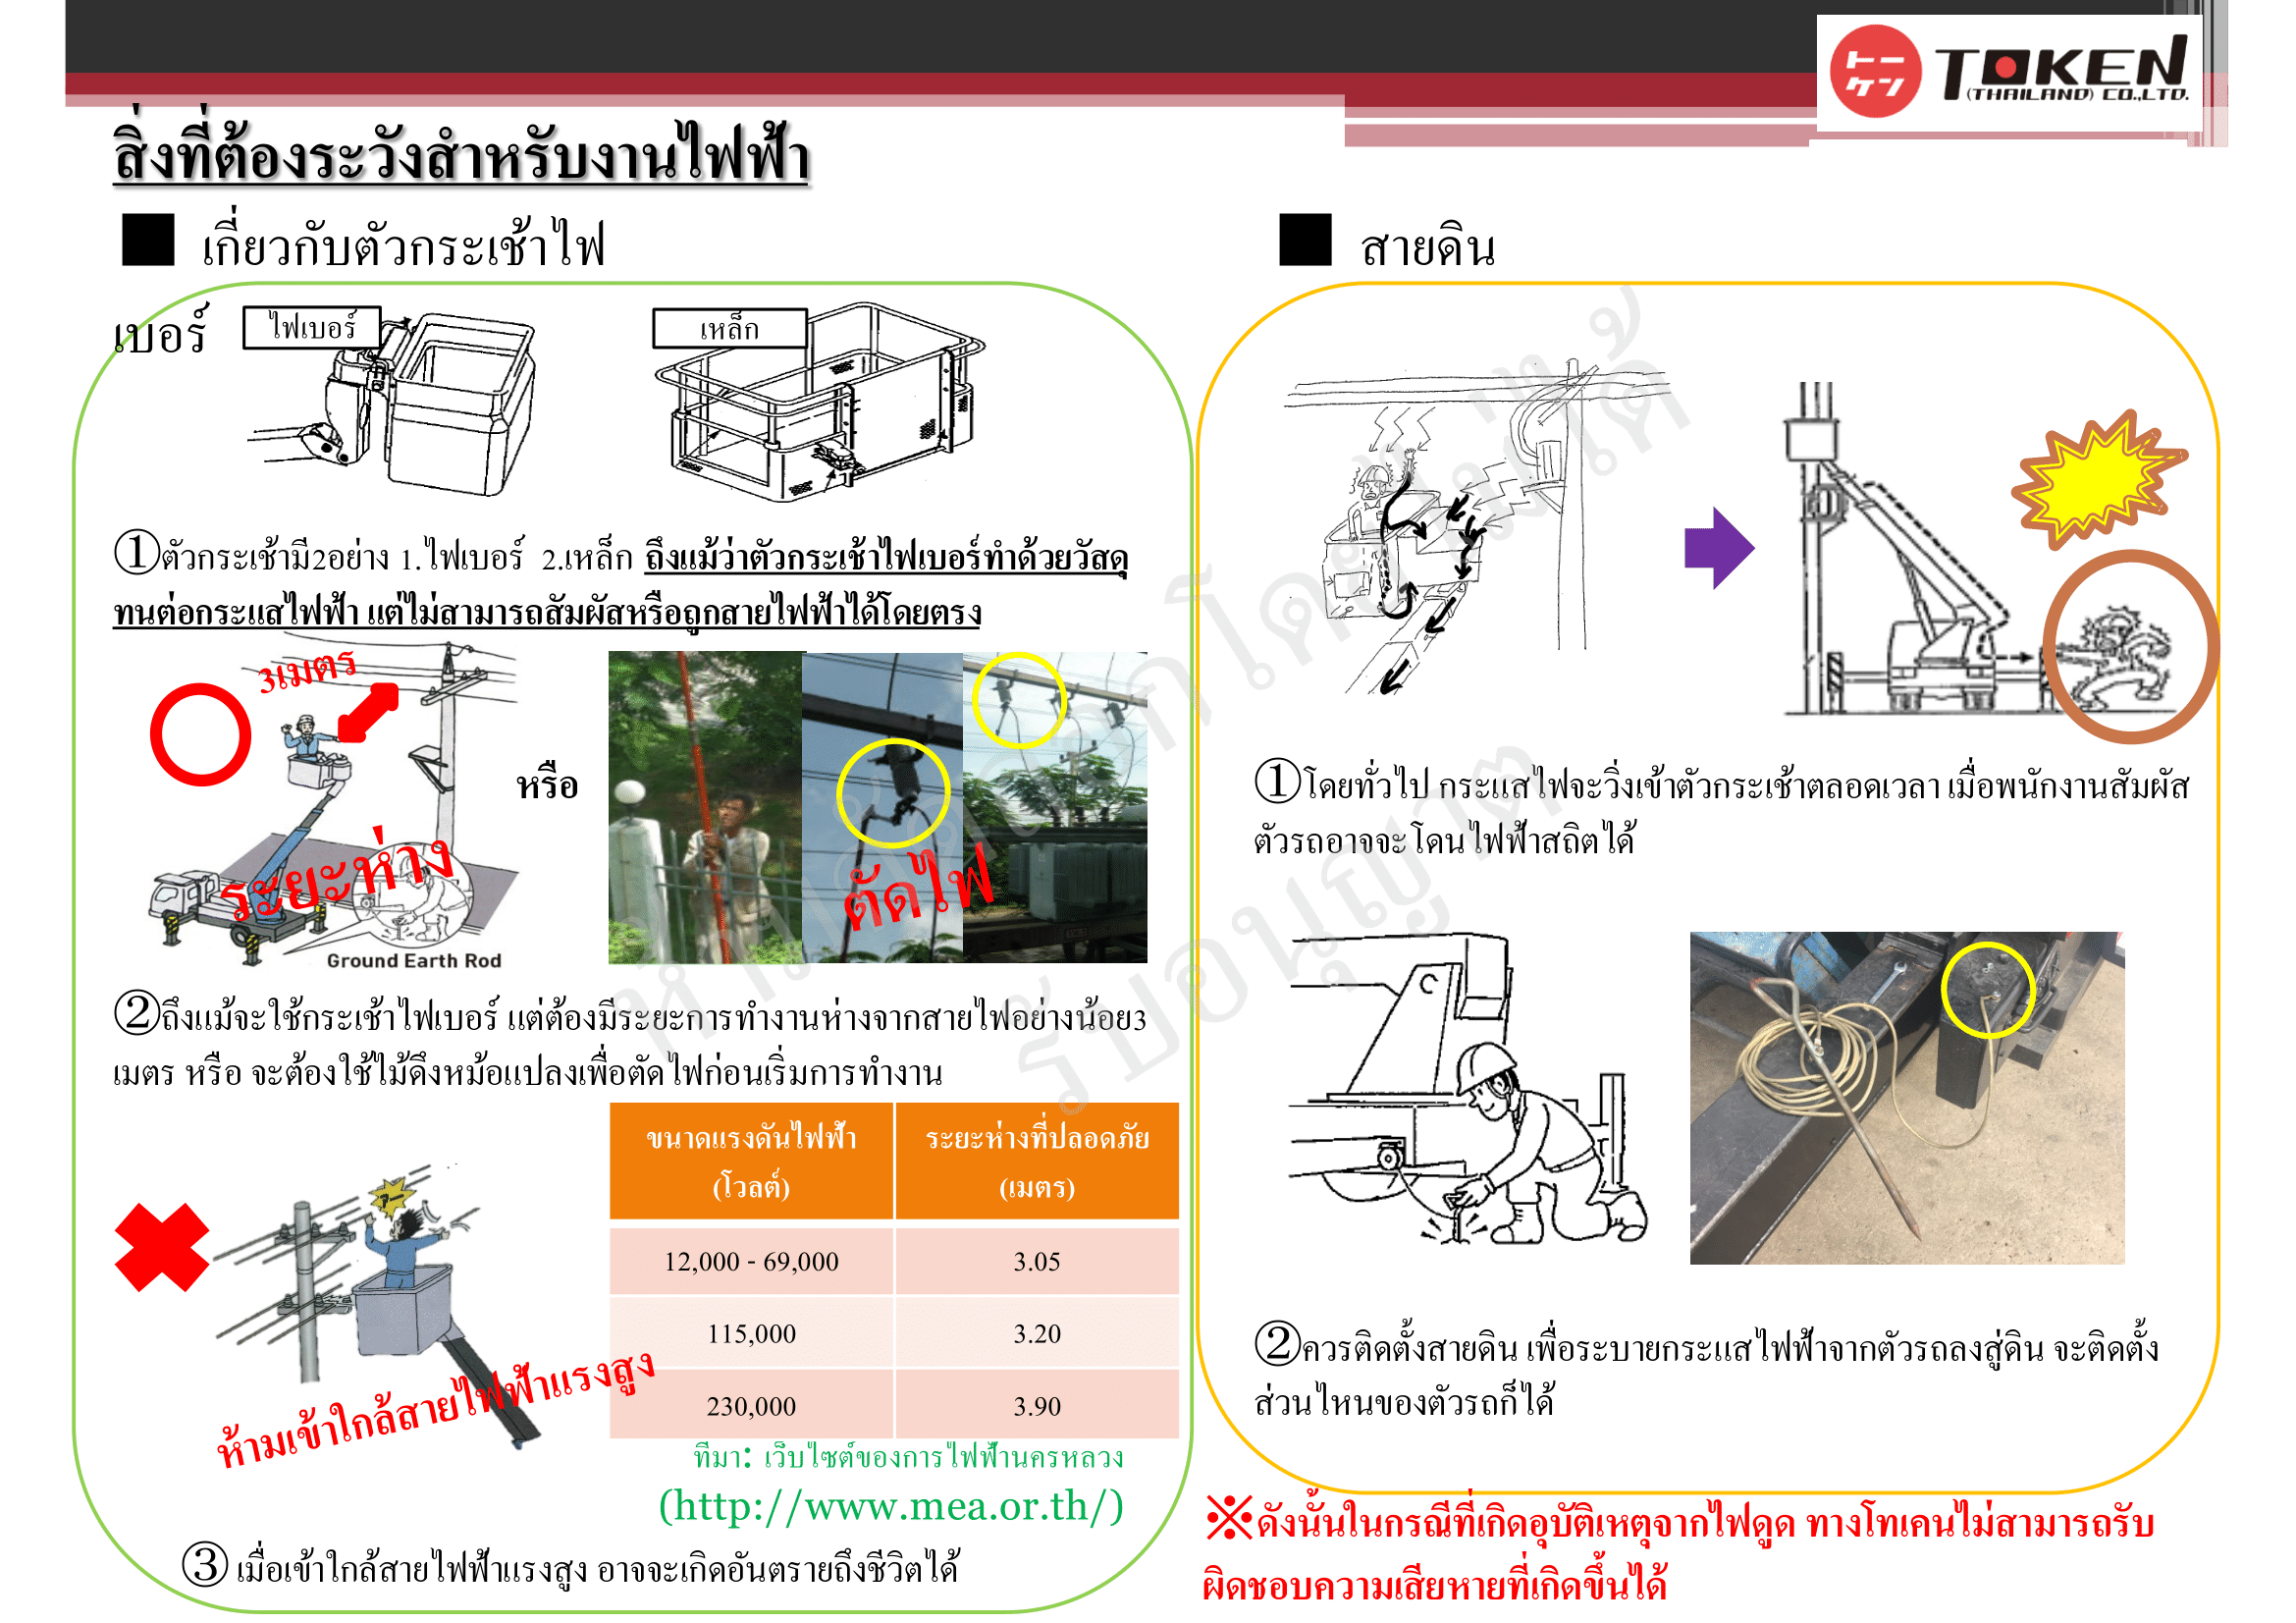 トーケン
TOKEN
(THAILAND) CO.,LTD.
สิ่งที่ต้องระวังสำหรับงานไฟฟ้า
■ เกี่ยวกับตัวกระเช้าไฟ
เบอร์
ไฟเบอร์
เหล็ก
①ตัวกระเช้ามี2อย่าง 1.ไฟเบอร์ 2.เหล็ก ถึงแม้ว่าตัวกระเช้าไฟเบอร์ทำด้วยวัสดุ
ทนต่อกระแสไฟฟ้า แต่ไม่สามารถสัมผัสหรือถูกสายไฟฟ้าได้โดยตรง
3เมตร
ระยะห่าง
Ground Earth Rod
หรือ
ตัดไฟ
②ถึงแม้จะใช้กระเช้าไฟเบอร์ แต่ต้องมีระยะการทำงานห่างจากสายไฟอย่างน้อย3
เมตร หรือ จะต้องใช้ไม้ดึงหม้อแปลงเพื่อตัดไฟก่อนเริ่มการทำงาน
ห้ามเข้าใกล้สายไฟฟ้าแรงสูง
ขนาดแรงดันไฟฟ้า ระยะห่างที่ปลอดภัย
(โวลต์) (เมตร)
12,000 - 69,000 3.05
115,000 3.20
230,000 3.90
ที่มา: เว็บไซต์ของการไฟฟ้านครหลวง
(http://www.mea.or.th/)
③ เมื่อเข้าใกล้สายไฟฟ้าแรงสูง อาจจะเกิดอันตรายถึงชีวิตได้
■ สายดิน
①โดยทั่วไป กระแสไฟจะวิ่งเข้าตัวกระเช้าตลอดเวลา เมื่อพนักงานสัมผัส
ตัวรถอาจจะโดนไฟฟ้าสถิตได้
C
②ควรติดตั้งสายดิน เพื่อระบายกระแสไฟฟ้าจากตัวรถลงสู่ดิน จะติดตั้ง
ส่วนไหนของตัวรถก็ได้
※ดังนั้นในกรณีที่เกิดอุบัติเหตุจากไฟดูด ทางโทเคนไม่สามารถรับ
ผิดชอบความเสียหายที่เกิดขึ้นได้
รับอนุญาต